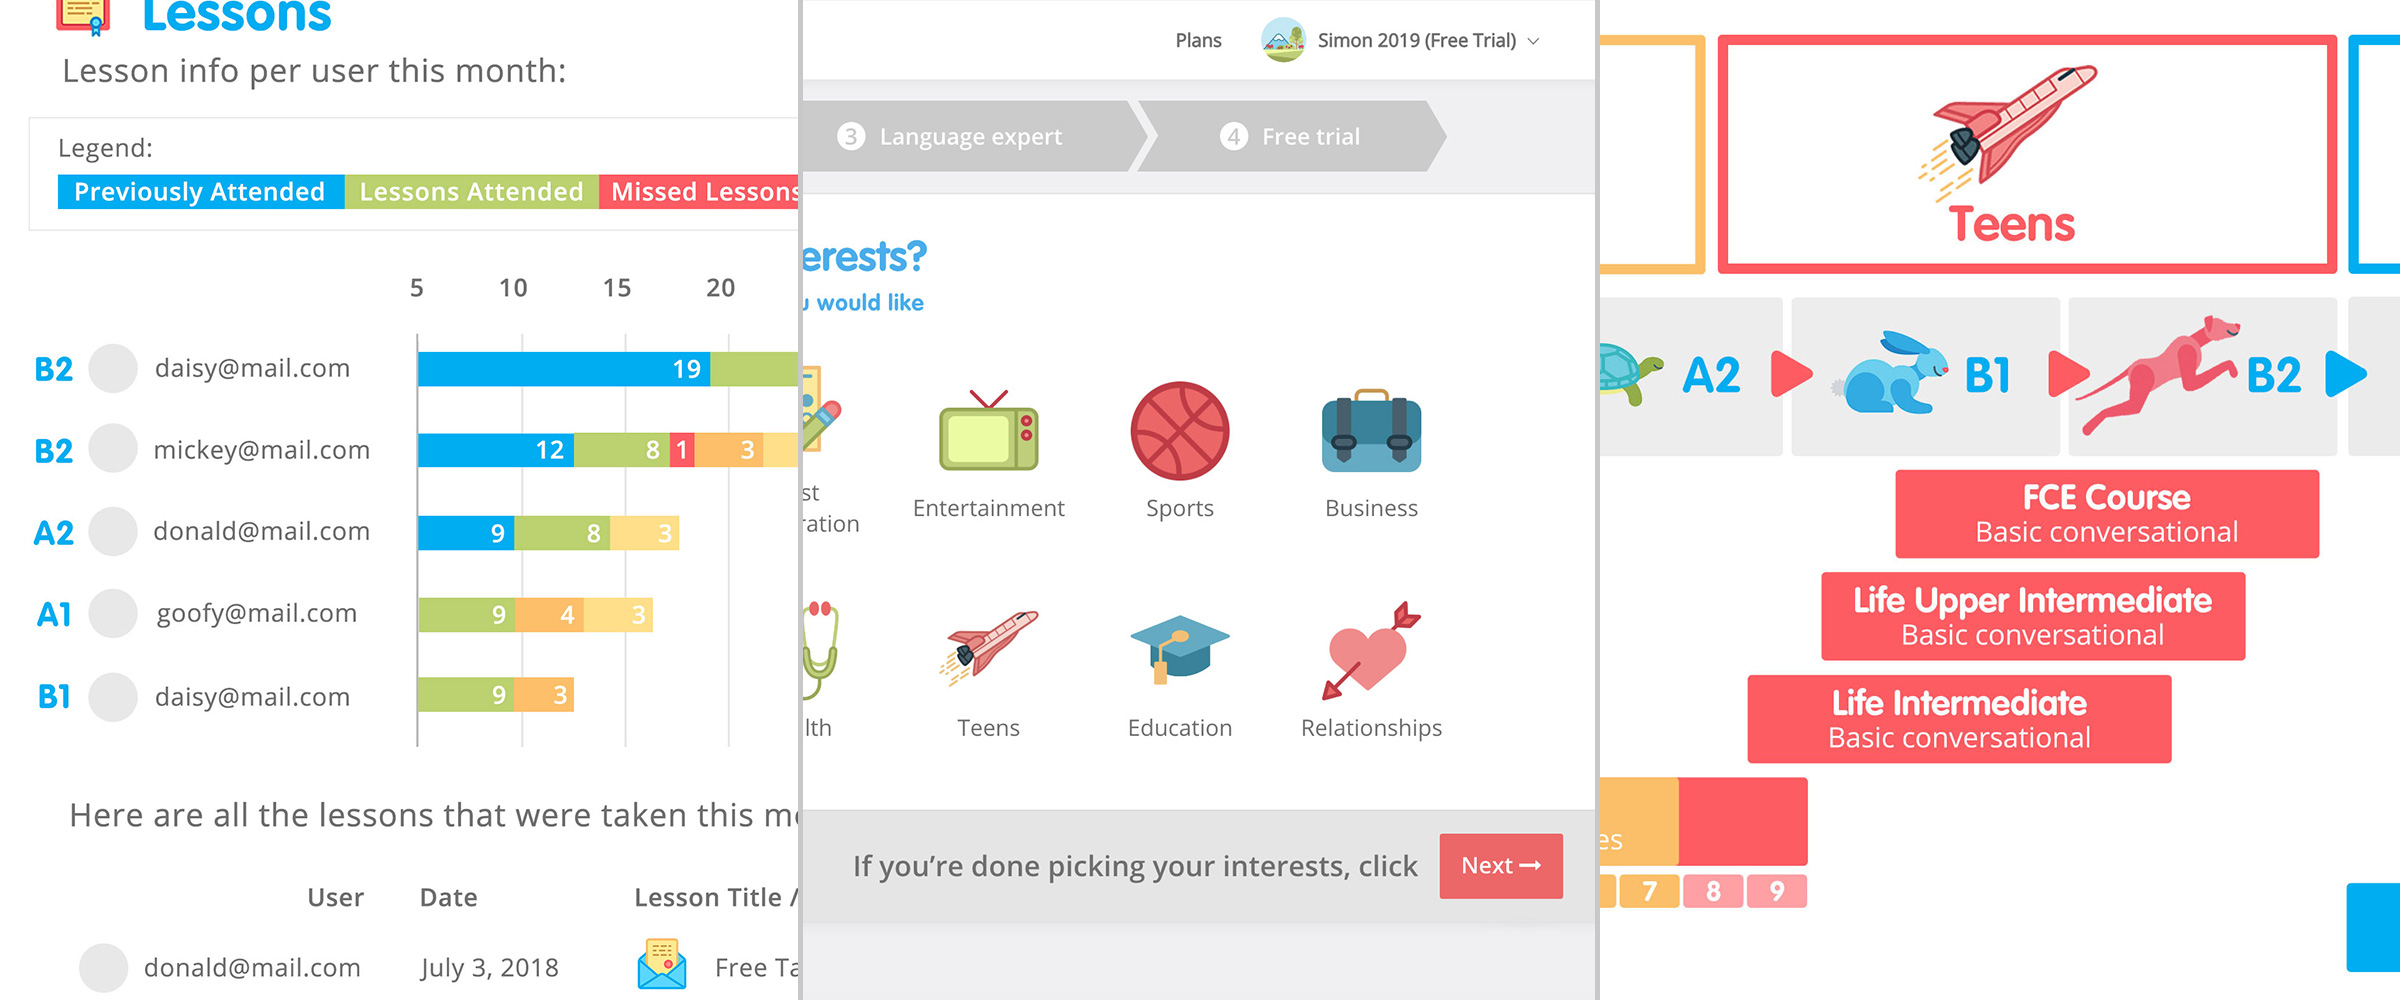 Lessons
Lesson info per user this month:
Legend:
Previously Attended Lessons Attended Missed Lessons
5 10 15 20
B2 daisy@mail.com 19
B2 mickey@mail.com 12 8 1 3
A2 donald@mail.com 9 8 3
A1 goofy@mail.com 9 4 3
B1 daisy@mail.com 9 3
Here are all the lessons that were taken this
User Date Lesson Title /
donald@mail.com July 3, 2018 Free
Plans Simon 2019 (Free Trial)
3 Language expert 4 Free trial
erests?
u would like
st
ration
Entertainment Sports Business
lth Teens Education Relationships
If you’re done picking your interests, click Next
Teens
A2 B1 B2
FCE Course
Basic conversational
Life Upper Intermediate
Basic conversational
Life Intermediate
Basic conversational
es
7 8 9